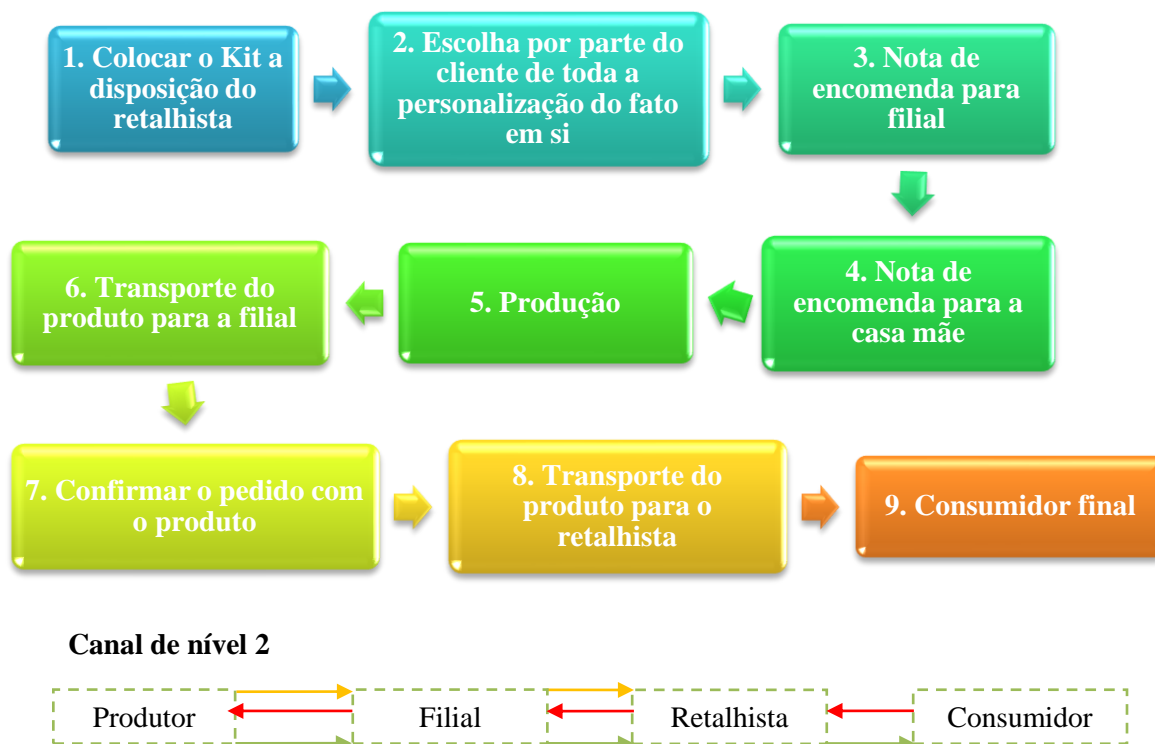 1. Colocar o Kit a
disposição do
retalhista
2. Escolha por parte do
cliente de toda a
personalização do fato
em si
3. Nota de
encomenda para
filial
4. Nota de
encomenda para a
casa mãe
5. Produção
6. Transporte do
produto para a filial
7. Confirmar o pedido com
o produto
8. Transporte do
produto para o
retalhista
9. Consumidor final
Canal de nível 2
Produtor
Filial
Retalhista
Consumidor